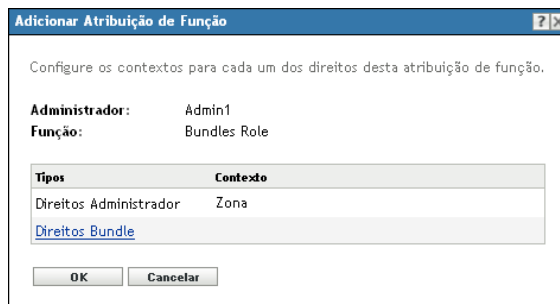 Adicionar Atribuição de Função
Configure os contextos para cada um dos direitos desta atribuição de função.
Administrador: Admin1
Função: Bundles Role
Tipos Contexto
Direitos Administrador Zona
Direitos Bundle
OK Cancelar